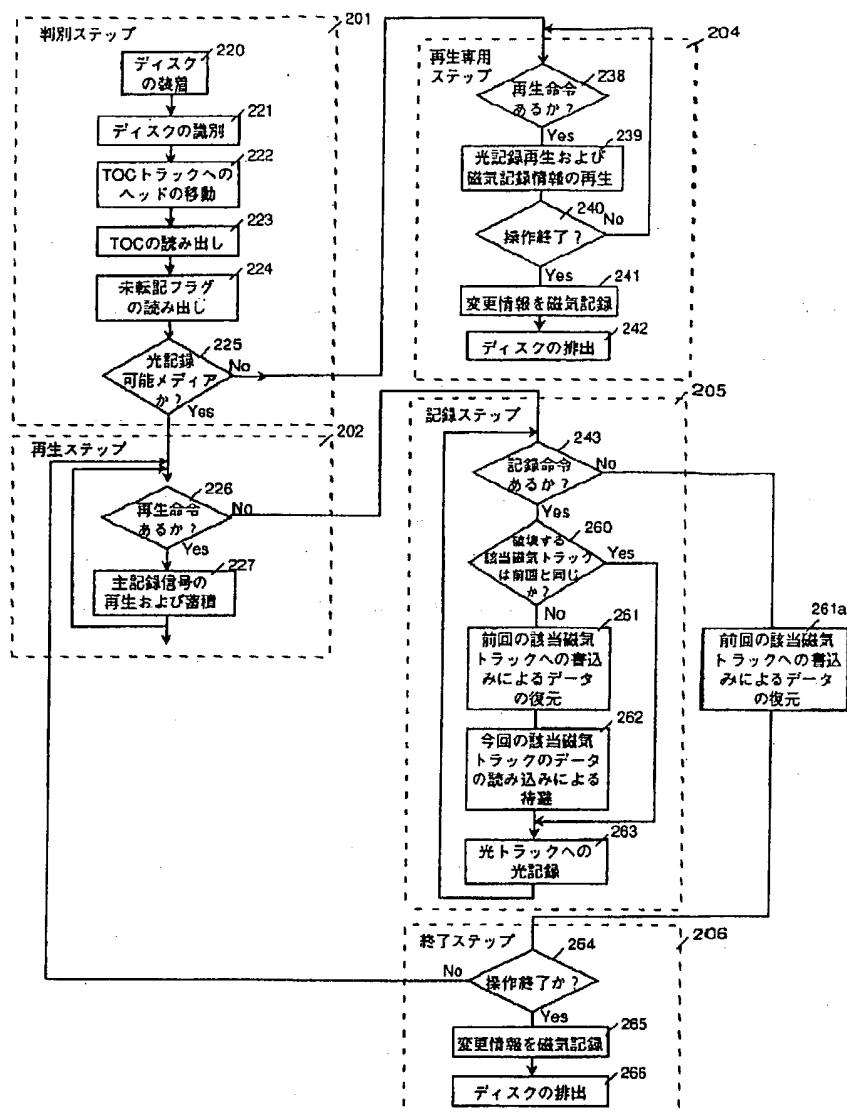 判別ステップ
201
220
ディスク
の装着
221
ディスクの識別
222
TOCトラックへの
ヘッドの移動
223
TOCの読み出し
224
未転記フラグ
の読み出し
225
光記録
可能メディア
か?
No
Yes
202
再生ステップ
226
再生命令
あるか?
No
Yes
227
主記録信号の
再生および蓄積
204
再生専用
ステップ
238
再生命令
あるか?
Yes
239
光記録再生および
磁気記録情報の再生
240
No
操作終了?
Yes
241
変更情報を磁気記録
242
ディスクの排出
205
記録ステップ
243
記録命令
あるか?
No
Yes
260
破壊する
該当磁気トラック
は前回と同じ
か?
Yes
No
261
前回の該当磁気
トラックへの書込
みによるデータ
の復元
262
今回の該当磁気
トラックのデータ
の読み込みによる
待避
263
光トラックへの
光記録
261a
前回の該当磁気
トラックへの書込
みによるデータ
の復元
206
終了ステップ
264
No
操作終了か?
Yes
265
変更情報を磁気記録
266
ディスクの排出